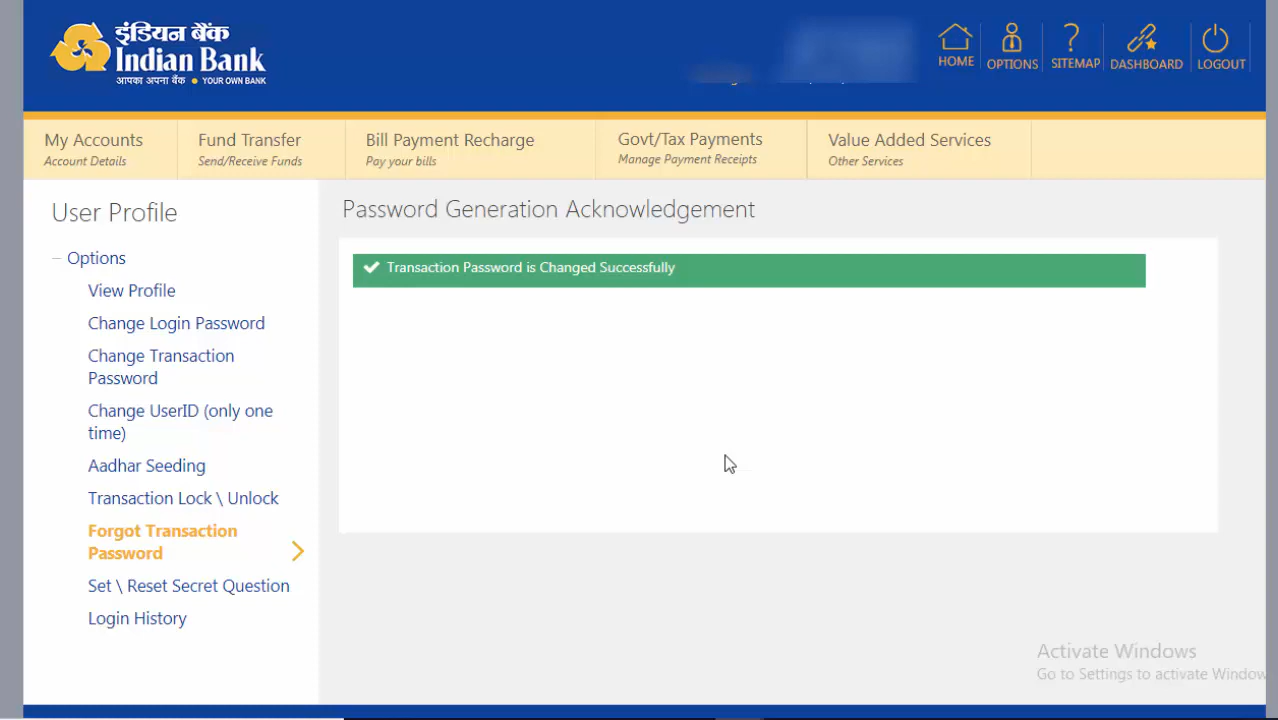 इंडियन बैंक
Indian Bank
आपका अपना बैंक • YOUR OWN BANK
HOME
OPTIONS
SITEMAP
DASHBOARD
LOGOUT
My Accounts
Account Details
Fund Transfer
Send/Receive Funds
Bill Payment Recharge
Pay your bills
Govt/Tax Payments
Manage Payment Receipts
Value Added Services
Other Services
User Profile
Options
View Profile
Change Login Password
Change Transaction
Password
Change UserID (only one
time)
Aadhar Seeding
Transaction Lock \ Unlock
Forgot Transaction
Password
Set \ Reset Secret Question
Login History
Password Generation Acknowledgement
Transaction Password is Changed Successfully
Activate Windows
Go to Settings to activate Window